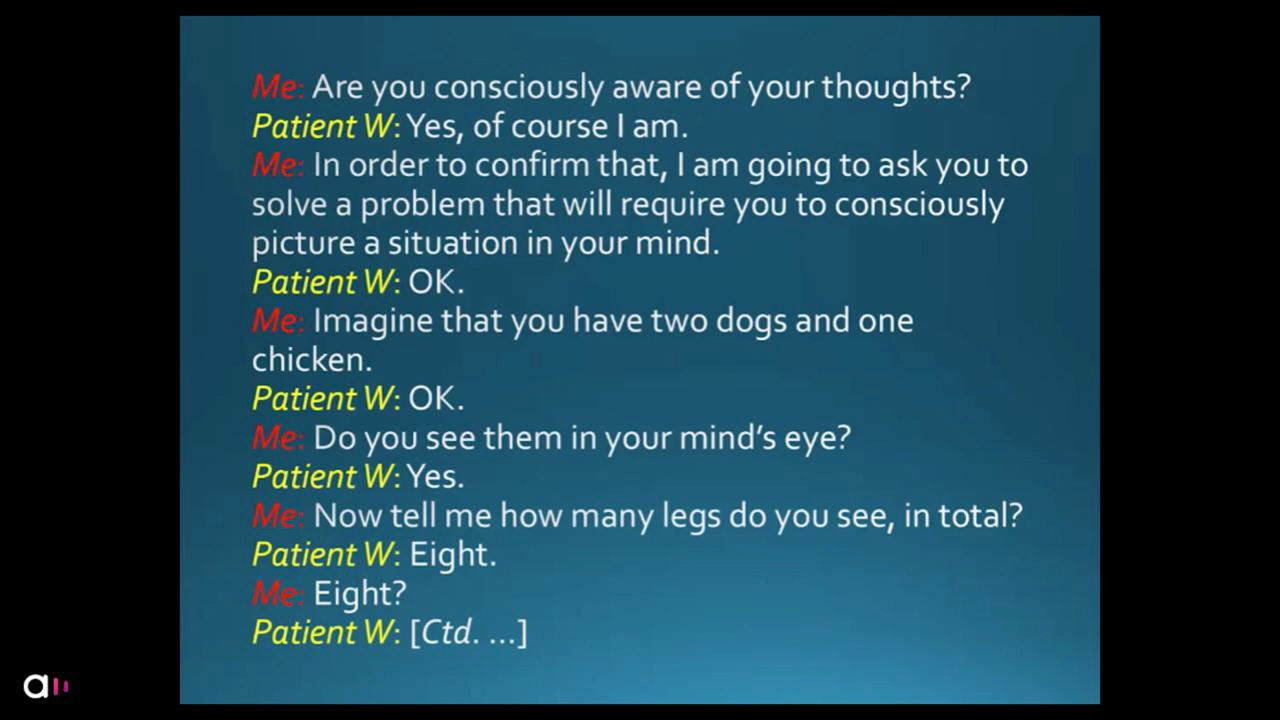 Me: Are you consciously aware of your thoughts?
Patient W: Yes, of course I am.
Me: In order to confirm that, I am going to ask you to
solve a problem that will require you to consciously
picture a situation in your mind.
Patient W: OK.
Me: Imagine that you have two dogs and one
chicken.
Patient W: OK.
Me: Do you see them in your mind's eye?
Patient W: Yes.
Me: Now tell me how many legs do you see, in total?
Patient W: Eight.
Me: Eight?
Patient W: [Ctd. ...]
a